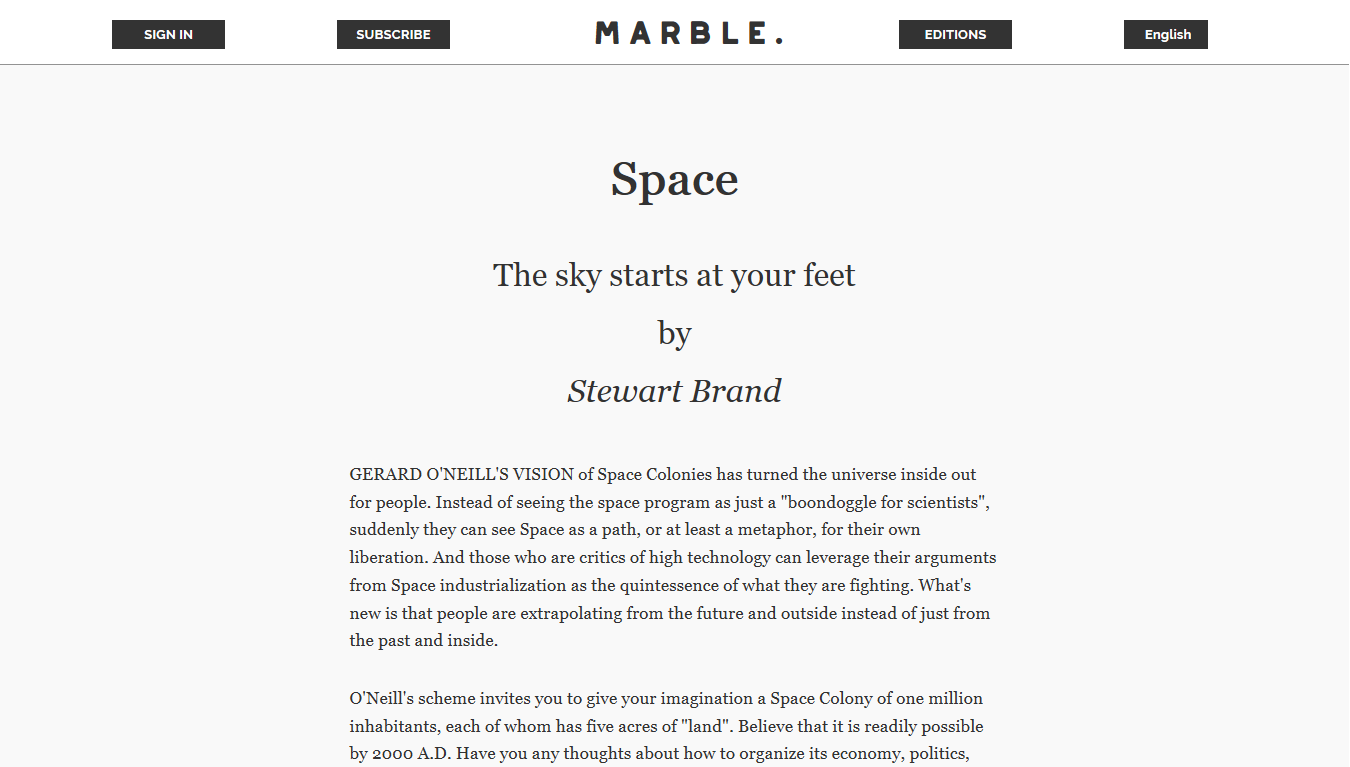 SIGN IN
SUBSCRIBE
MARBLE.
EDITIONS
English
Space
The sky starts at your feet
by
Stewart Brand
GERARD O'NEILL'S VISION of Space Colonies has turned the universe inside out
for people. Instead of seeing the space program as just a "boondoggle for scientists",
suddenly they can see Space as a path, or at least a metaphor, for their own
liberation. And those who are critics of high technology can leverage their arguments
from Space industrialization as the quintessence of what they are fighting. What's
new is that people are extrapolating from the future and outside instead of just from
the past and inside.
O'Neill's scheme invites you to give your imagination a Space Colony of one million
inhabitants, each of whom has five acres of "land". Believe that it is readily possible
by 2000 A.D. Have you any thoughts about how to organize its economy, politics,